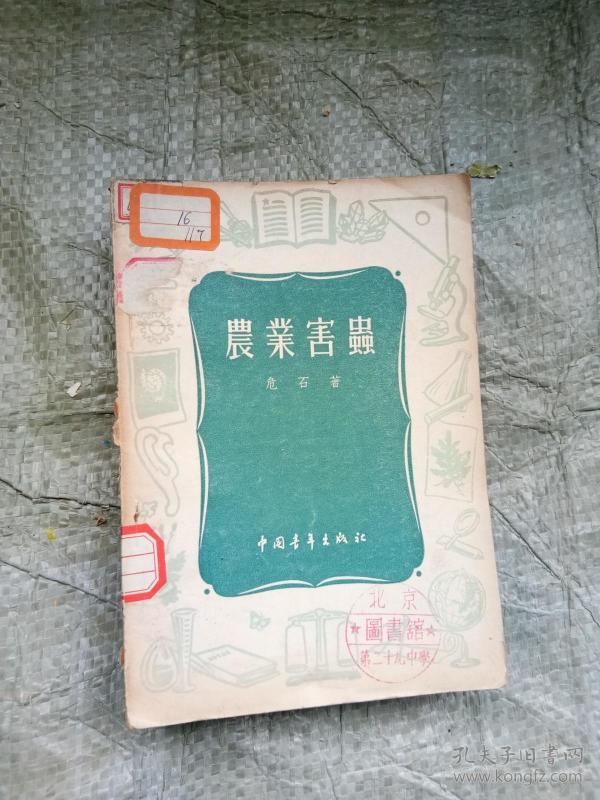 16
117
農業害蟲
危石著
中国青年出版社
北京
圖書館
第二十九中學
孔夫子旧书网
www.kongfz.com